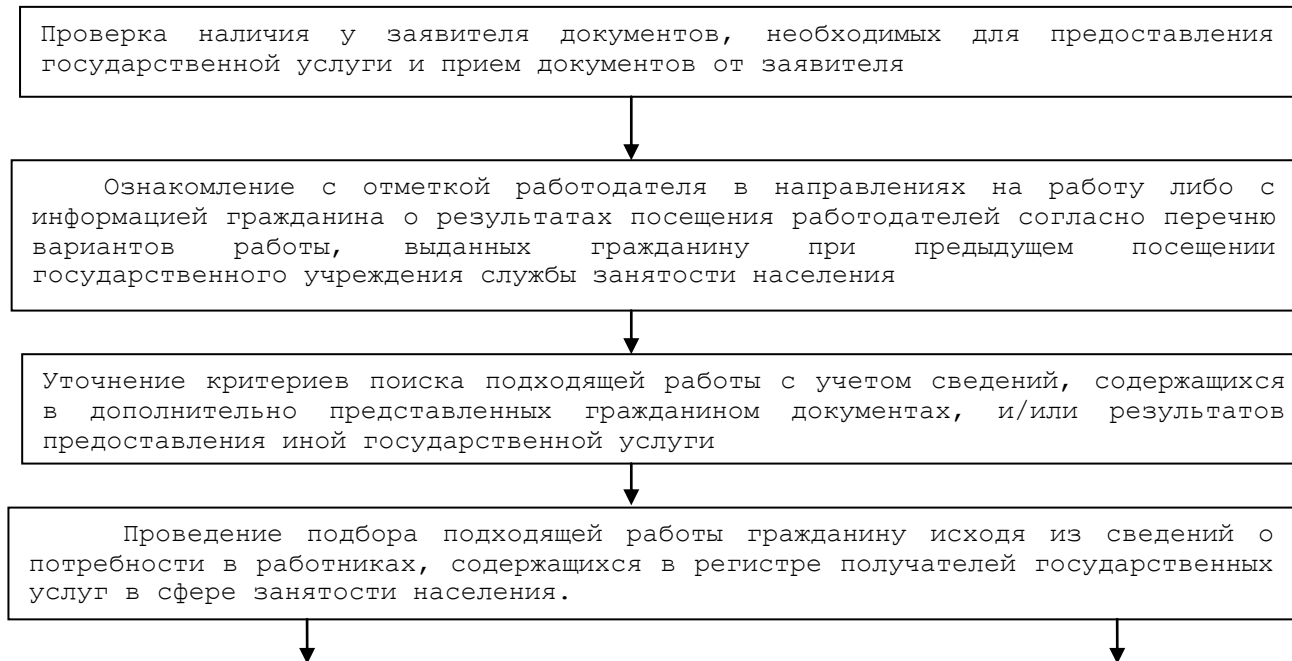 Проверка наличия у заявителя документов, необходимых для предоставления
государственной услуги и прием документов от заявителя
Ознакомление с отметкой работодателя в направлениях на работу либо с
информацией гражданина о результатах посещения работодателей согласно перечню
вариантов работы, выданных гражданину при предыдущем посещении
государственного учреждения службы занятости населения
Уточнение критериев поиска подходящей работы с учетом сведений, содержащихся
в дополнительно представленных гражданином документах, и/или результатов
предоставления иной государственной услуги
Проведение подбора подходящей работы гражданину исходя из сведений о
потребности в работниках, содержащихся в регистре получателей государственных
услуг в сфере занятости населения.